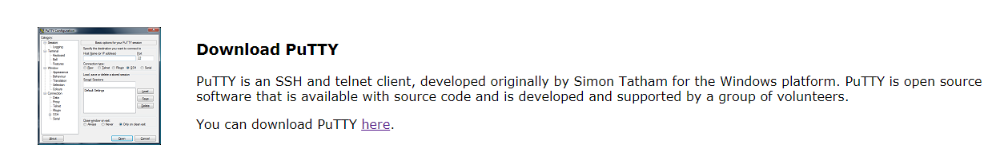 PuTTY Configuration
Category:
Session
Logging
Terminal
Keyboard
Bell
Features
Window
Appearance
Behaviour
Translation
Selection
Colours
Connection
Data
Proxy
Telnet
Rlogin
SSH
Serial
Basic options for your PuTTY session
Specify the destination you want to connect to
Host Name (or IP address) Port
22
Connection type:
Raw Telnet Rlogin SSH Serial
Load, save or delete a stored session
Saved Sessions
Default Settings
Load
Save
Delete
Close window on exit:
Always Never Only on clean exit
About Open Cancel
Download PuTTY
PuTTY is an SSH and telnet client, developed originally by Simon Tatham for the Windows platform. PuTTY is open source
software that is available with source code and is developed and supported by a group of volunteers.
You can download PuTTY here.